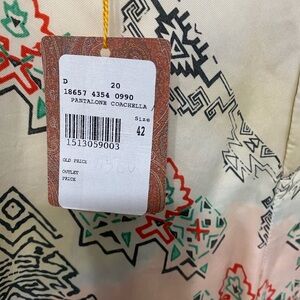 D 20
18657 4354 0990
PANTALONE COACHELLA
Size
42
1513059003
OLD PRICE
OUTLET
PRICE